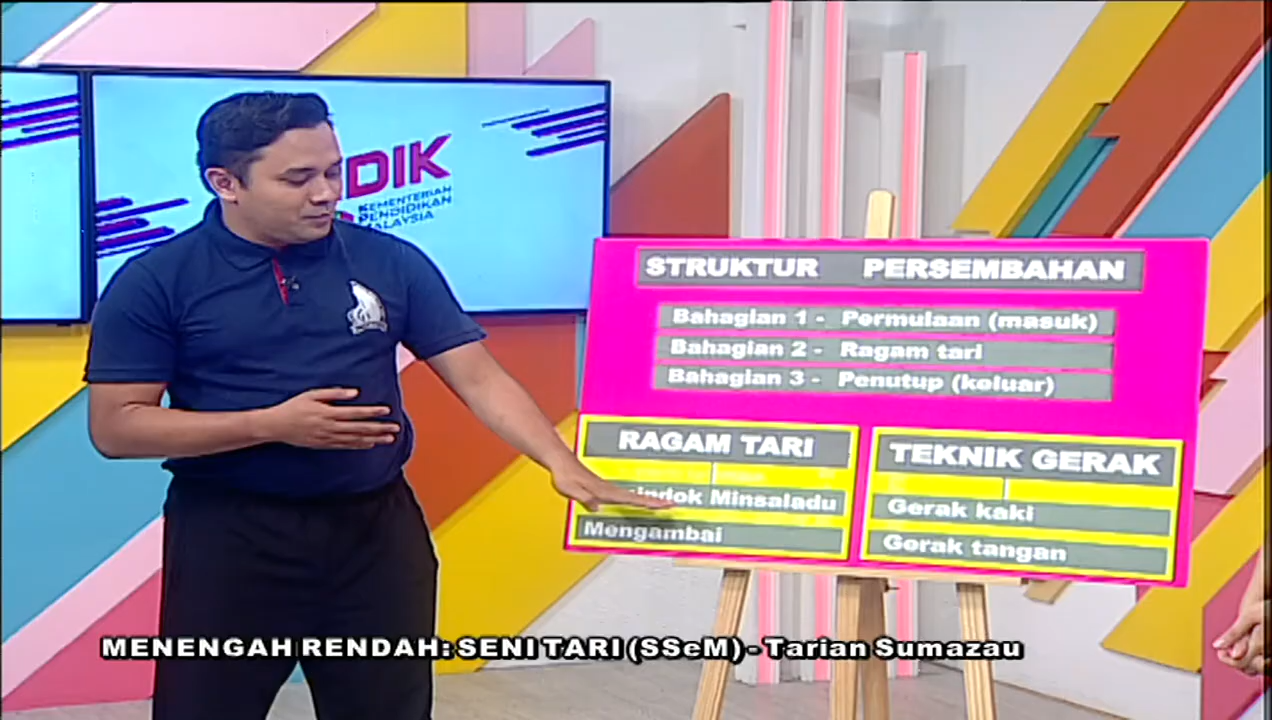 DIK
KEMENTERIAN
PENDIDIKAN
MALAYSIA
STRUKTUR PERSEMBAHAN
Bahagian 1 - Permulaan (masuk)
Bahagian 2 - Ragam tari
Bahagian 3 - Penutup (keluar)
RAGAM TARI
Minsaladu
Mengambai
TEKNIK GERAK
Gerak kaki
Gerak tangan
MENENGAH RENDAH: SENI TARI (SSeM) - Tarian Sumazau